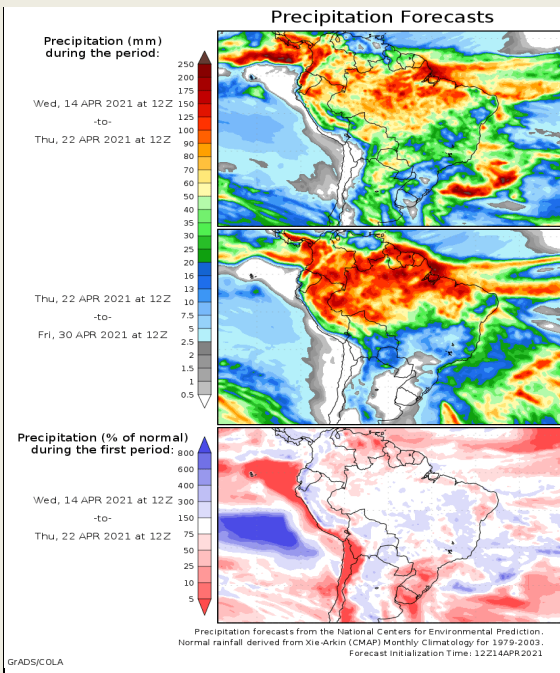 Precipitation Forecasts
Precipitation (mm)
during the period:
Wed, 14 APR 2021 at 12Z
-to-
Thu, 22 APR 2021 at 12Z
250
200
175
150
125
100
90
80
70
60
50
40
35
30
25
20
16
13
10
7.5
5
2.5
2
1.5
1
0.5
Thu, 22 APR 2021 at 12Z
-to-
Fri, 30 APR 2021 at 12Z
Precipitation (% of normal)
during the first period:
Wed, 14 APR 2021 at 12Z
-to-
Thu, 22 APR 2021 at 12Z
800
600
400
300
150
75
50
25
10
5
Precipitation forecasts from the National Centers for Environmental Prediction.
Normal rainfall derived from Xie-Arkin (CMAP) Monthly Climatology for 1979-2003.
Forecast Initialization Time: 12Z14APR2021
GrADS/COLA